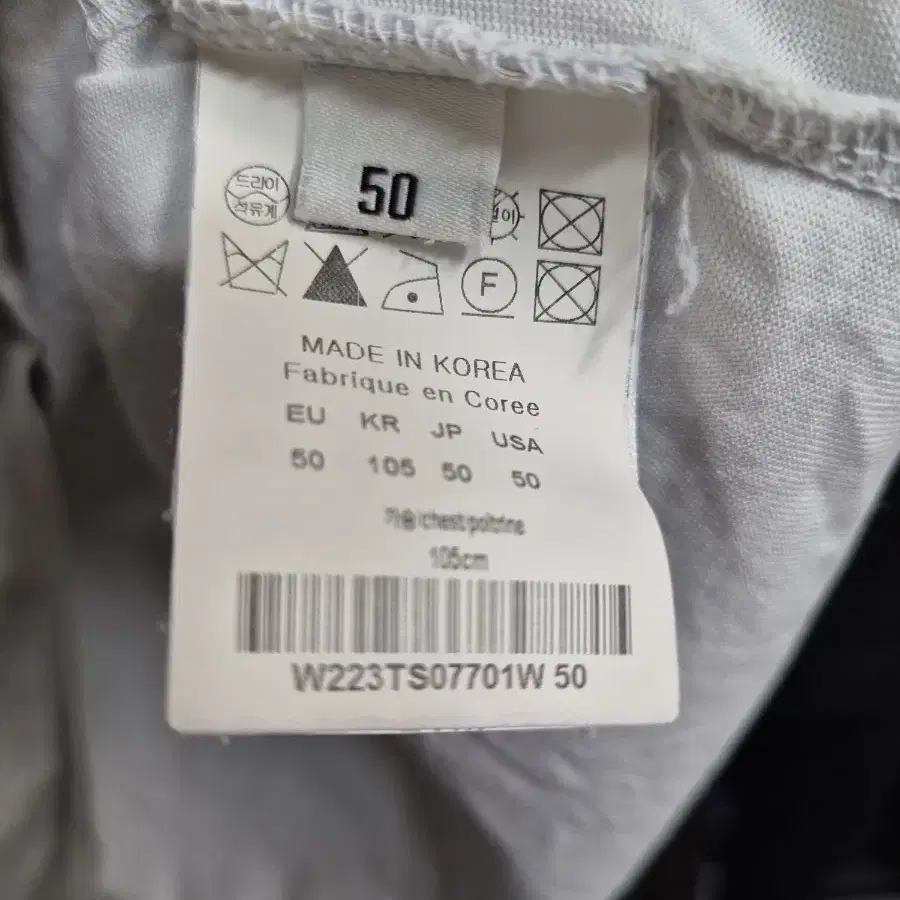 50
드라이
석유계
F
MADE IN KOREA
Fabrique en Coree
EU KR JP USA
50 105 50 50
가슴/chest/poitrine
105cm
W223TS07701W 50